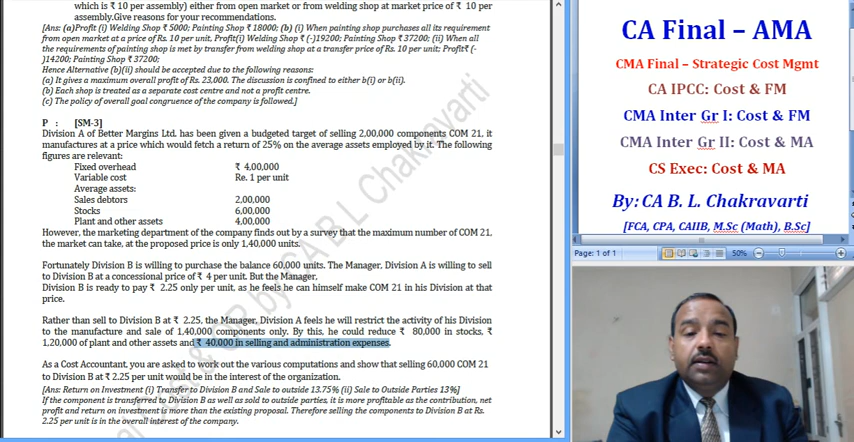 which is ₹ 10 per assembly) either from open market or from welding shop at market price of ₹ 10 per
assembly.Give reasons for your recommendations.
[Ans: (a)Profit (i) Welding Shop ₹ 5000; Painting Shop ₹ 18000; (b) (i) When painting shop purchases all its requirement
from open market at a price of Rs. 10 per unit, Profit(i) Welding Shop ₹ (-)19200; Painting Shop ₹ 37200; (ii) When all
the requirements of painting shop is met by transfer from welding shop at a transfer price of Rs. 10 per unit; Profit₹ (-
)14200; Painting Shop ₹ 37200;
Hence Alternative (b)(ii) should be accepted due to the following reasons:
(a) It gives a maximum overall profit of Rs. 23,000. The discussion is confined to either b(i) or b(ii).
(b) Each shop is treated as a separate cost centre and not a profit centre.
(c) The policy of overall goal congruence of the company is followed.]
P : [SM-3]
Division A of Better Margins Ltd. has been given a budgeted target of selling 2,00,000 components COM 21, it
manufactures at a price which would fetch a return of 25% on the average assets employed by it. The following
figures are relevant:
Fixed overhead ₹ 4,00,000
Variable cost Re. 1 per unit
Average assets:
Sales debtors 2,00,000
Stocks 6,00,000
Plant and other assets 4,00,000
However, the marketing department of the company finds out by a survey that the maximum number of COM 21,
the market can take, at the proposed price is only 1,40,000 units.
Fortunately Division B is willing to purchase the balance 60,000 units. The Manager, Division A is willing to sell
to Division B at a concessional price of ₹ 4 per unit. But the Manager,
Division B is ready to pay ₹ 2.25 only per unit, as he feels he can himself make COM 21 in his Division at that
price.
Rather than sell to Division B at ₹ 2.25, the Manager, Division A feels he will restrict the activity of his Division
to the manufacture and sale of 1,40,000 components only. By this, he could reduce ₹ 80,000 in stocks, ₹
1,20,000 of plant and other assets and ₹ 40,000 in selling and administration expenses.
As a Cost Accountant, you are asked to work out the various computations and show that selling 60,000 COM 21
to Division B at ₹ 2.25 per unit would be in the interest of the organization.
[Ans: Return on Investment (i) Transfer to Division B and Sale to outside 13.75% (ii) Sale to Outside Parties 13%]
If the component is transferred to Division B as well as sold to outside parties, it is more profitable as the contribution, net
profit and return on investment is more than the existing proposal. Therefore selling the components to Division B at Rs.
2.25 per unit is in the overall interest of the company.
by CA B L Chakravarti
CA Final – AMA
CMA Final – Strategic Cost Mgmt
CA IPCC: Cost & FM
CMA Inter Gr I: Cost & FM
CMA Inter Gr II: Cost & MA
CS Exec: Cost & MA
By: CA B. L. Chakravarti
[FCA, CPA, CAIIB, M.Sc (Math), B.Sc]
Page: 1 of 1
50%